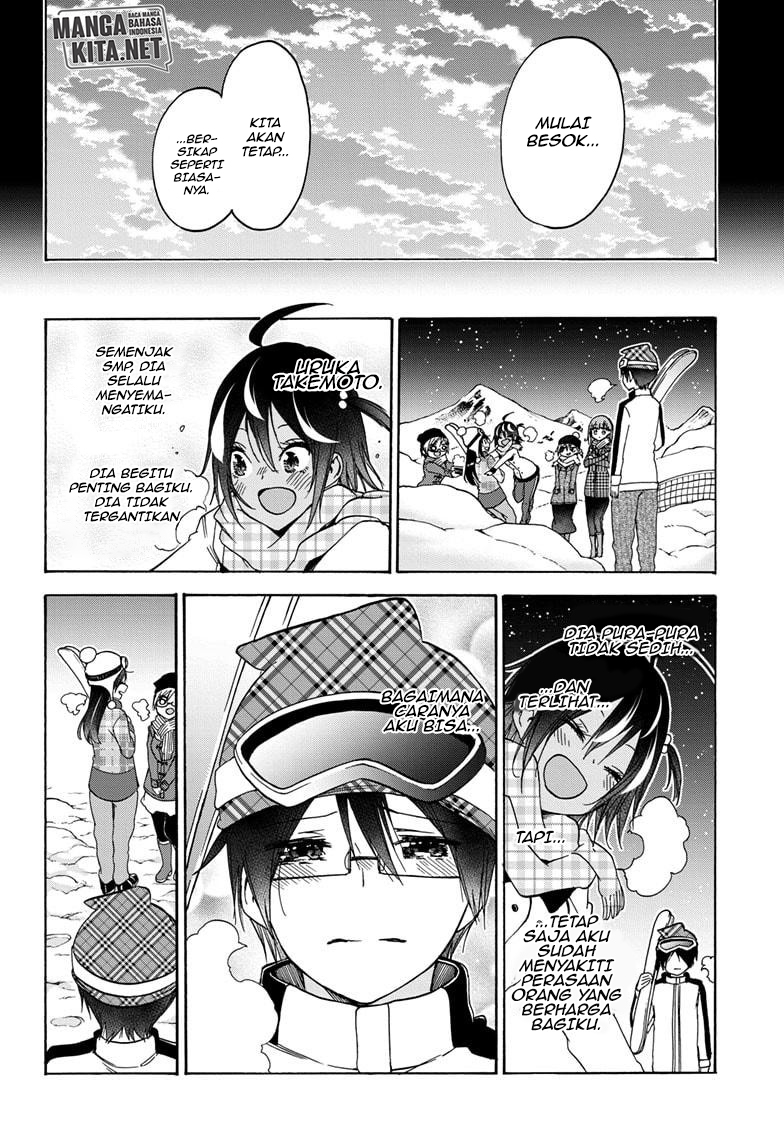 MANGA
KITA.NET
BACA MANGA
BAHASA
INDONESIA
MULAI
BESOK...
KITA
AKAN
TETAP...
...BER-
SIKAP
SEPERTI
BIASA-
NYA.
URUKA
TAKEMOTO.
SEMENJAK
SMP, DIA
SELALU
MENYEMA-
NGATIKU.
DIA BEGITU
PENTING BAGIKU.
DIA TIDAK
TERGANTIKAN
DIA PURA-PURA
TIDAK SEDIH...
...DAN
TERLIHAT...
TAPI...
...TETAP
SAJA AKU
SUDAH
MENYAKITI
PERASAAN
ORANG YANG
BERHARGA
BAGIKU.
BAGAIMANA
CARANYA
AKU BISA...